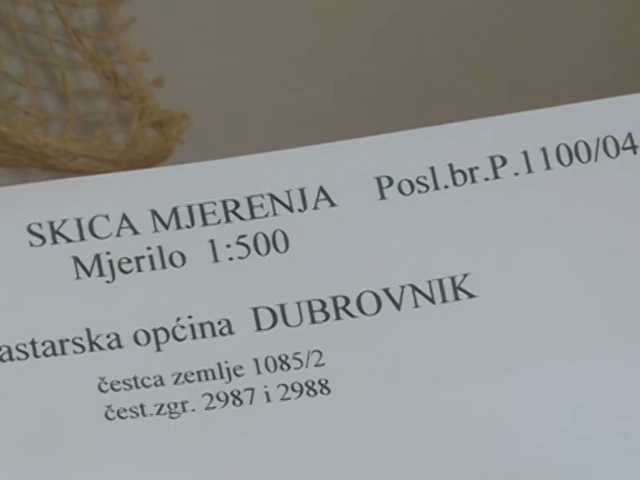 SKICA MJERENJA Posl.br.P.1100/04
Mjerilo 1:500
astarska općina DUBROVNIK
čestca zemlje 1085/2
čest.zgr. 2987 i 2988